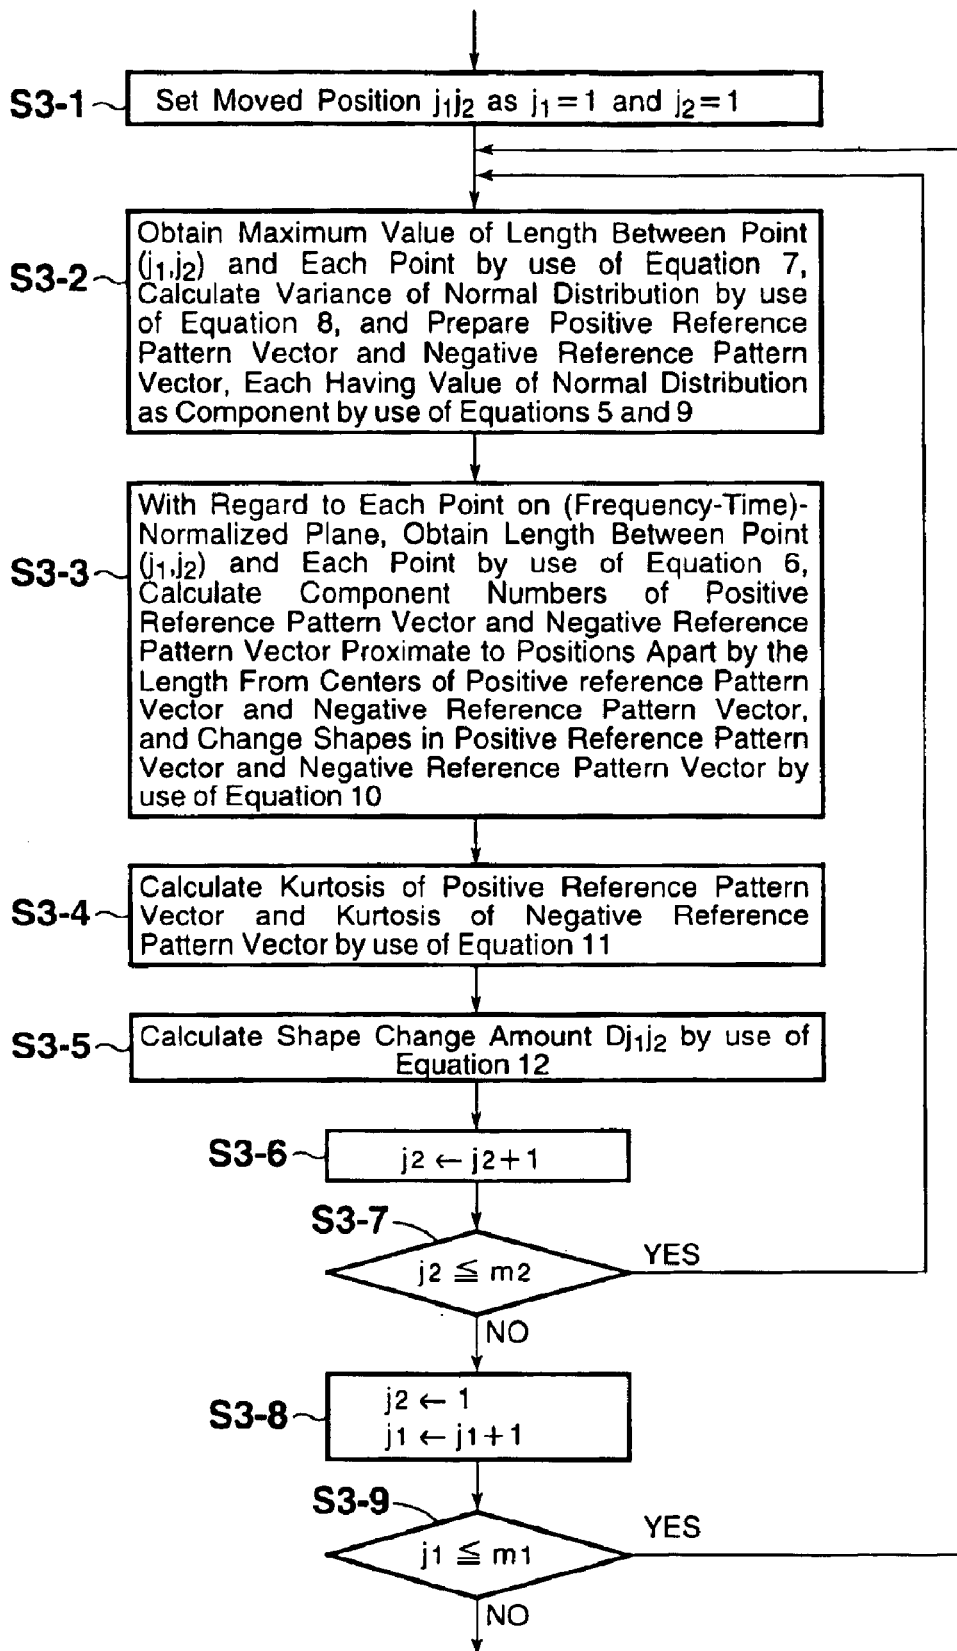 S3-1
Set Moved Position j1j2 as j1=1 and j2=1
S3-2
Obtain Maximum Value of Length Between Point
(j1,j2) and Each Point by use of Equation 7,
Calculate Variance of Normal Distribution by use
of Equation 8, and Prepare Positive Reference
Pattern Vector and Negative Reference Pattern
Vector, Each Having Value of Normal Distribution
as Component by use of Equations 5 and 9
S3-3
With Regard to Each Point on (Frequency-Time)-
Normalized Plane, Obtain Length Between Point
(j1,j2) and Each Point by use of Equation 6,
Calculate Component Numbers of Positive
Reference Pattern Vector and Negative Reference
Pattern Vector Proximate to Positions Apart by the
Length From Centers of Positive reference Pattern
Vector and Negative Reference Pattern Vector,
and Change Shapes in Positive Reference Pattern
Vector and Negative Reference Pattern Vector by
use of Equation 10
S3-4
Calculate Kurtosis of Positive Reference Pattern
Vector and Kurtosis of Negative Reference
Pattern Vector by use of Equation 11
S3-5
Calculate Shape Change Amount Dj1j2 by use of
Equation 12
S3-6
j2 ← j2+1
S3-7
j2 ≦ m2
YES
NO
S3-8
j2 ← 1
j1 ← j1+1
S3-9
j1 ≦ m1
YES
NO